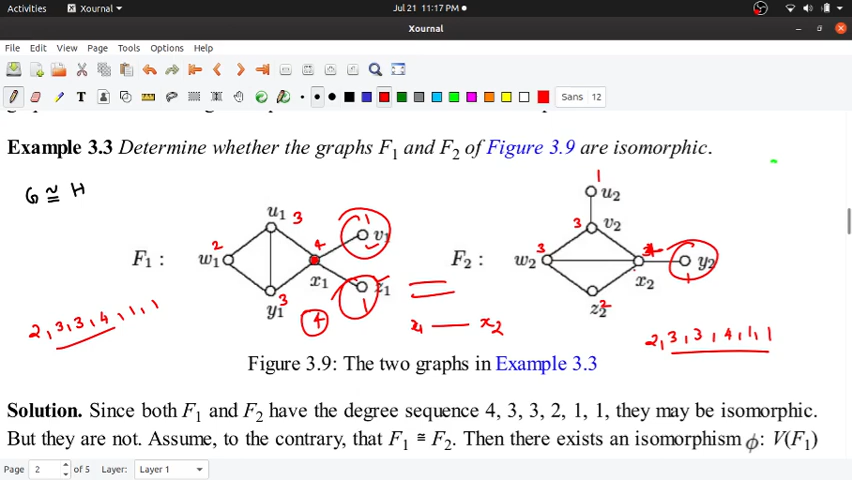 Activities Xournal Jul 21 11:17 PM
Xournal
File Edit View Page Tools Options Help
Sans 12
Example 3.3 Determine whether the graphs F1 and F2 of Figure 3.9 are isomorphic.
G ≅ H
F1 :
w1 2
u1 3
y1 3
x1 4
v1 1
z1 1
4
2, 3, 3, 4, 1, 1, 1
x1 — x2
F2 :
u2 1
v2 3
w2 3
x2
y2 1
z2 2
2, 3, 3, 4, 1, 1
Figure 3.9: The two graphs in Example 3.3
Solution. Since both F1 and F2 have the degree sequence 4, 3, 3, 2, 1, 1, they may be isomorphic.
But they are not. Assume, to the contrary, that F1 ≅ F2. Then there exists an isomorphism ϕ: V(F1)
Page 2 of 5 Layer: Layer 1